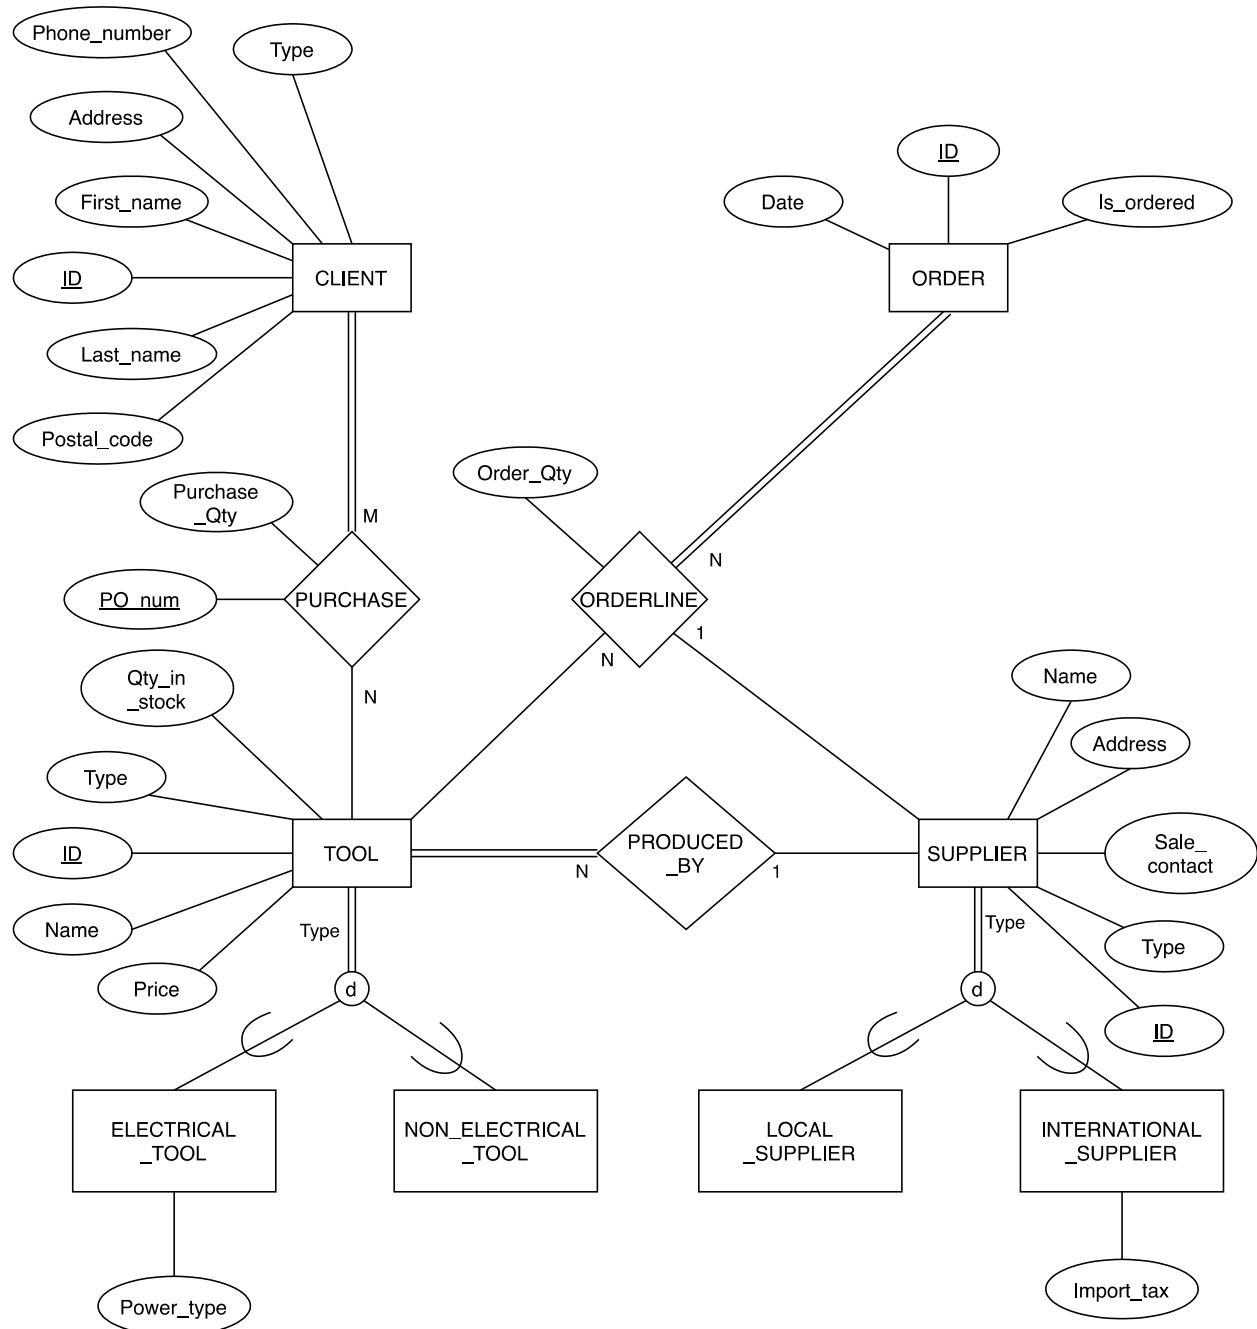 Phone_number
Type
Address
ID
First_name
Date
Is_ordered
ID
CLIENT
ORDER
Last_name
Postal_code
Order_Qty
Purchase
_Qty
M
N
PO_num
PURCHASE
ORDERLINE
1
N
Qty_in
_stock
N
Name
Address
Type
PRODUCED
_BY
ID
TOOL
SUPPLIER
Sale_
contact
N
1
Name
Type
Type
Type
Price
d
d
ID
ELECTRICAL
_TOOL
NON_ELECTRICAL
_TOOL
LOCAL
_SUPPLIER
INTERNATIONAL
_SUPPLIER
Power_type
Import_tax